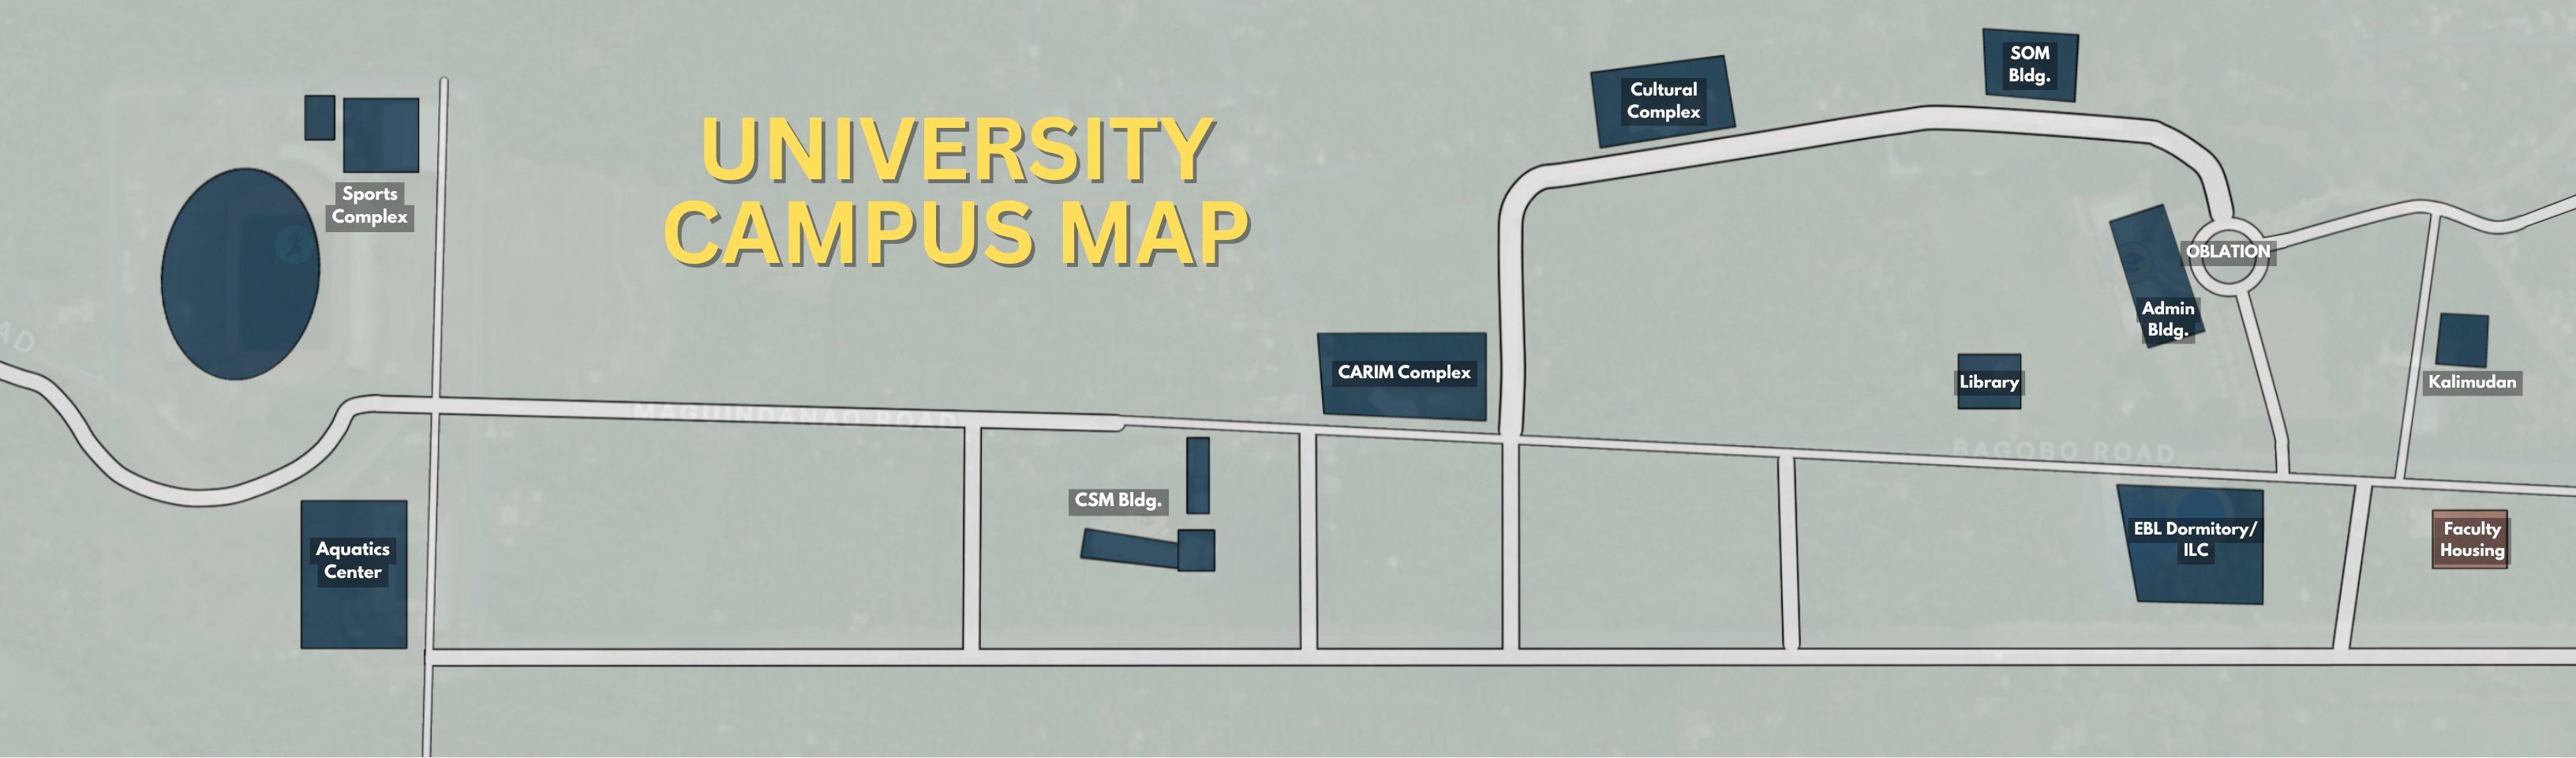 UNIVERSITY
CAMPUS MAP
Cultural
Complex
SOM
Bldg.
Sports
Complex
OBLATION
Admin
Bldg.
AD
CARIM Complex
Library
Kalimudan
MAGUINDANAO ROAD
BAGOBO ROAD
CSM Bldg.
EBL Dormitory/
ILC
Faculty
Housing
Aquatics
Center